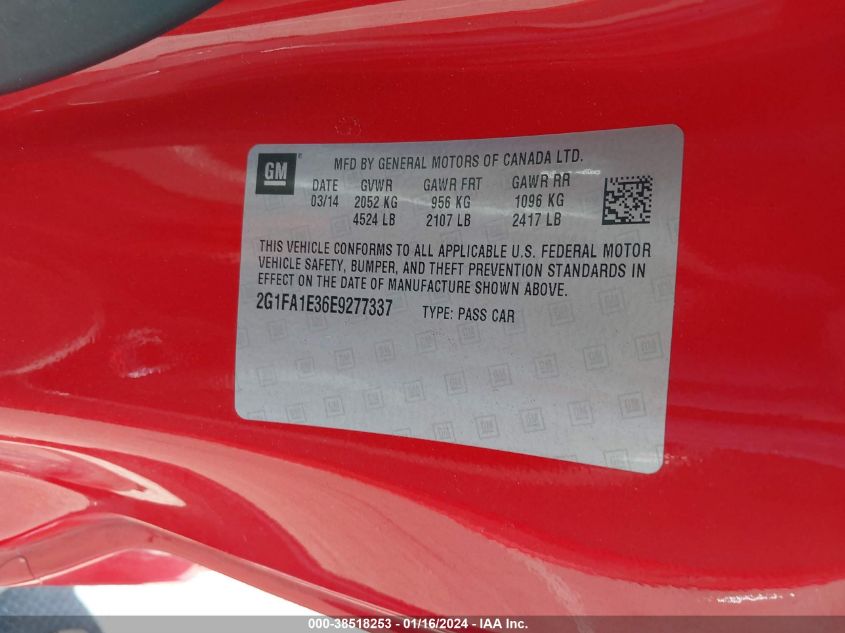 GM ®
MFD BY GENERAL MOTORS OF CANADA LTD.
DATE GVWR GAWR FRT GAWR RR
03/14 2052 KG 956 KG 1096 KG
4524 LB 2107 LB 2417 LB
THIS VEHICLE CONFORMS TO ALL APPLICABLE U.S. FEDERAL MOTOR
VEHICLE SAFETY, BUMPER, AND THEFT PREVENTION STANDARDS IN
EFFECT ON THE DATE OF MANUFACTURE SHOWN ABOVE.
2G1FA1E36E9277337 TYPE: PASS CAR
000-38518253 - 01/16/2024 - IAA Inc.